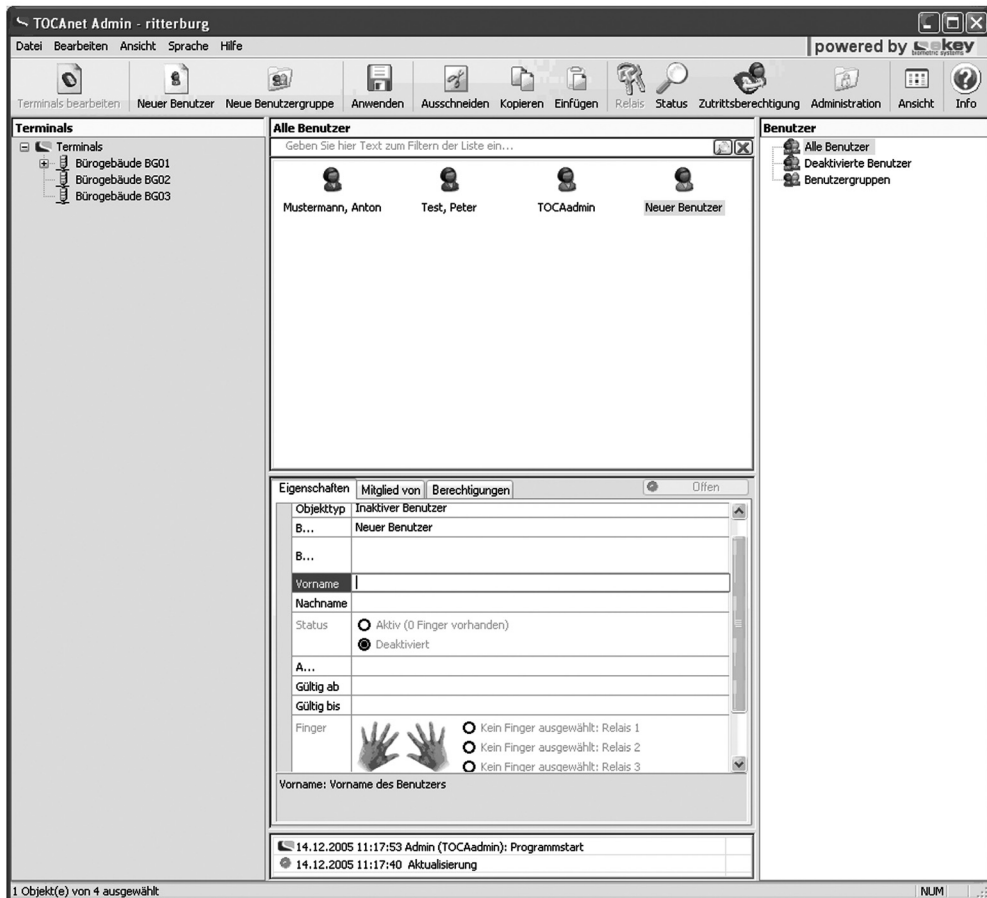 TOCAnet Admin - ritterburg
Datei Bearbeiten Ansicht Sprache Hilfe
powered by ekey
biometric systems
Terminals bearbeiten Neuer Benutzer Neue Benutzergruppe Anwenden Ausschneiden Kopieren Einfügen Relais Status Zutrittsberechtigung Administration Ansicht Info
Terminals
Terminals
Bürogebäude BG01
Bürogebäude BG02
Bürogebäude BG03
Alle Benutzer
Geben Sie hier Text zum Filtern der Liste ein...
Mustermann, Anton Test, Peter TOCAadmin Neuer Benutzer
Eigenschaften Mitglied von Berechtigungen Offen
Objekttyp Inaktiver Benutzer
B... Neuer Benutzer
B...
Vorname
Nachname
Status Aktiv (0 Finger vorhanden)
Deaktiviert
A...
Gültig ab
Gültig bis
Finger Kein Finger ausgewählt: Relais 1
Kein Finger ausgewählt: Relais 2
Kein Finger ausgewählt: Relais 3
Vorname: Vorname des Benutzers
14.12.2005 11:17:53 Admin (TOCAadmin): Programmstart
14.12.2005 11:17:40 Aktualisierung
Benutzer
Alle Benutzer
Deaktivierte Benutzer
Benutzergruppen
1 Objekt(e) von 4 ausgewählt NUM